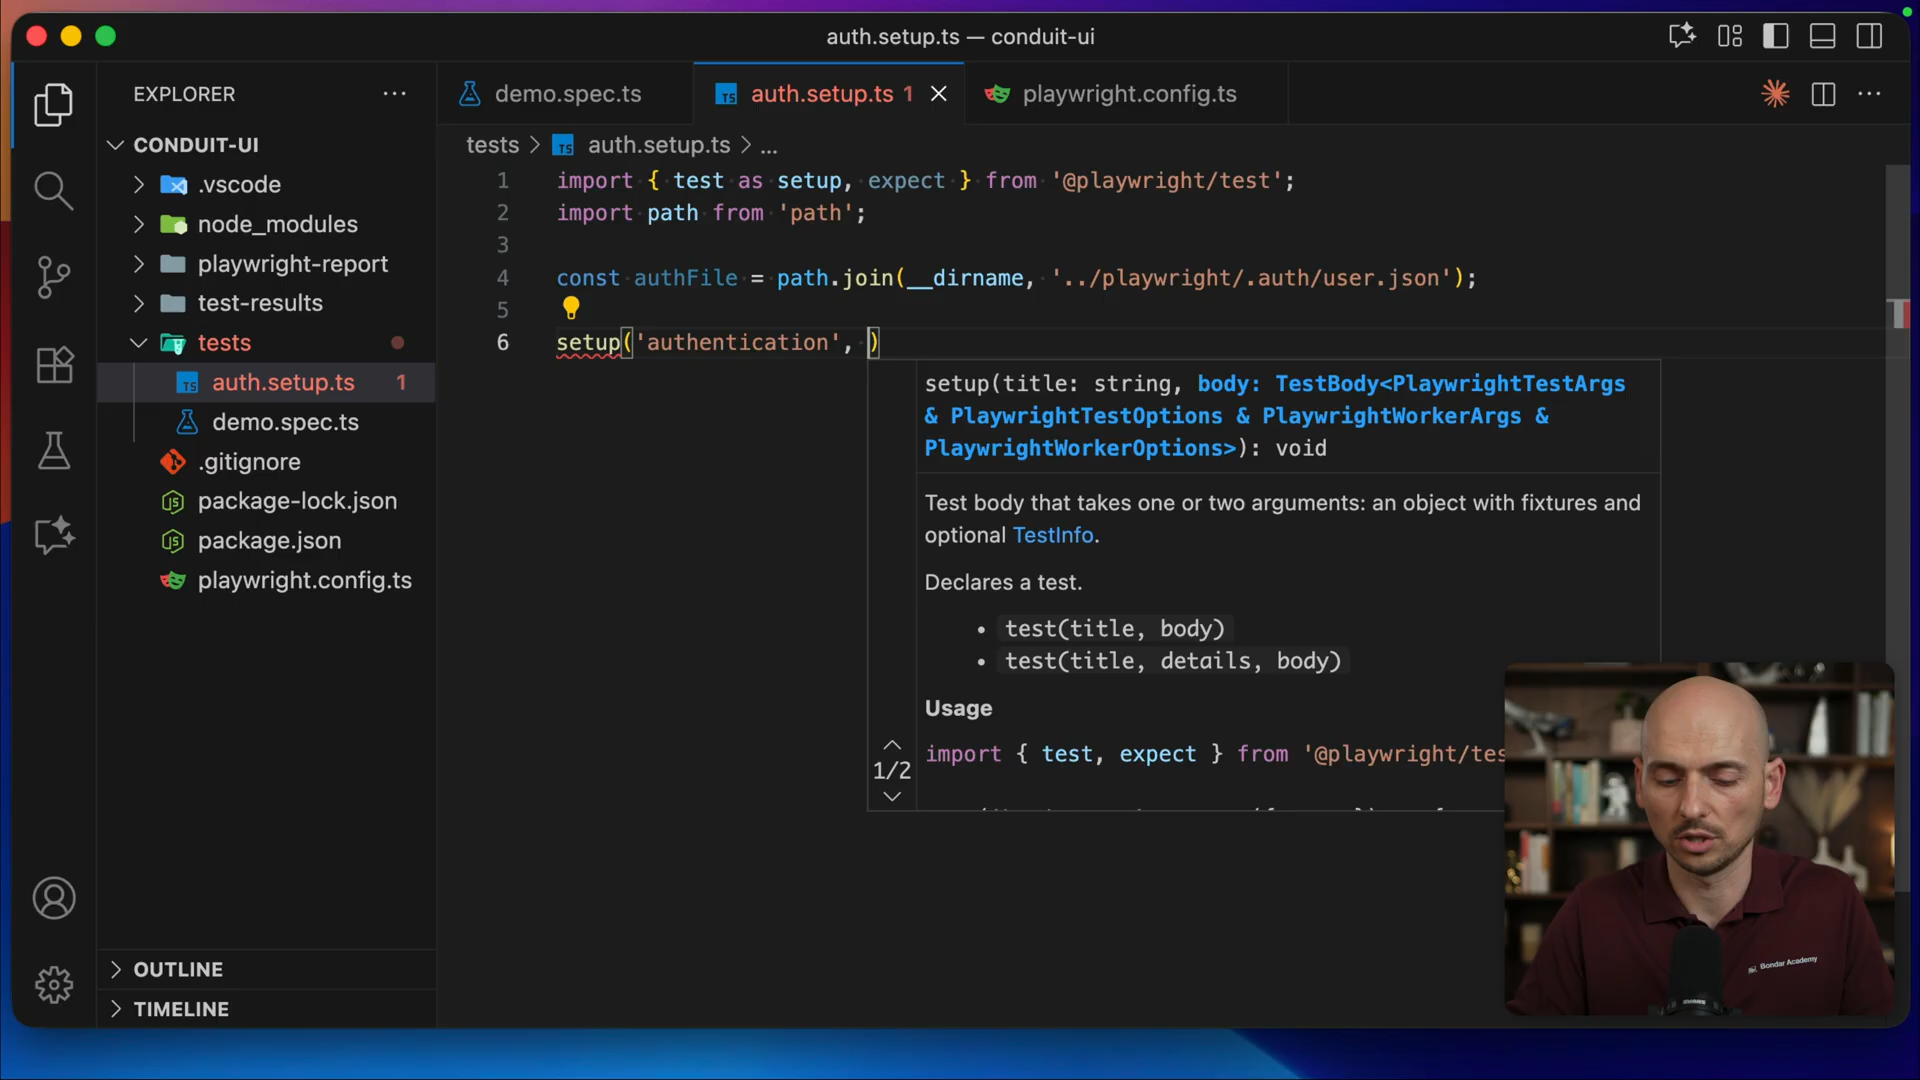 auth.setup.ts — conduit-ui
EXPLORER
demo.spec.ts
auth.setup.ts 1
playwright.config.ts
CONDUIT-UI
.vscode
node_modules
playwright-report
test-results
tests
auth.setup.ts 1
demo.spec.ts
.gitignore
package-lock.json
package.json
playwright.config.ts
OUTLINE
TIMELINE
tests > TS auth.setup.ts > ...
1 import { test as setup, expect } from '@playwright/test';
2 import path from 'path';
3
4 const authFile = path.join(__dirname, '../playwright/.auth/user.json');
5
6 setup('authentication', )
setup(title: string, body: TestBody<PlaywrightTestArgs
& PlaywrightTestOptions & PlaywrightWorkerArgs &
PlaywrightWorkerOptions>): void
Test body that takes one or two arguments: an object with fixtures and
optional TestInfo.
Declares a test.
• test(title, body)
• test(title, details, body)
Usage
1/2
import { test, expect } from '@playwright/tes
Bondar Academy